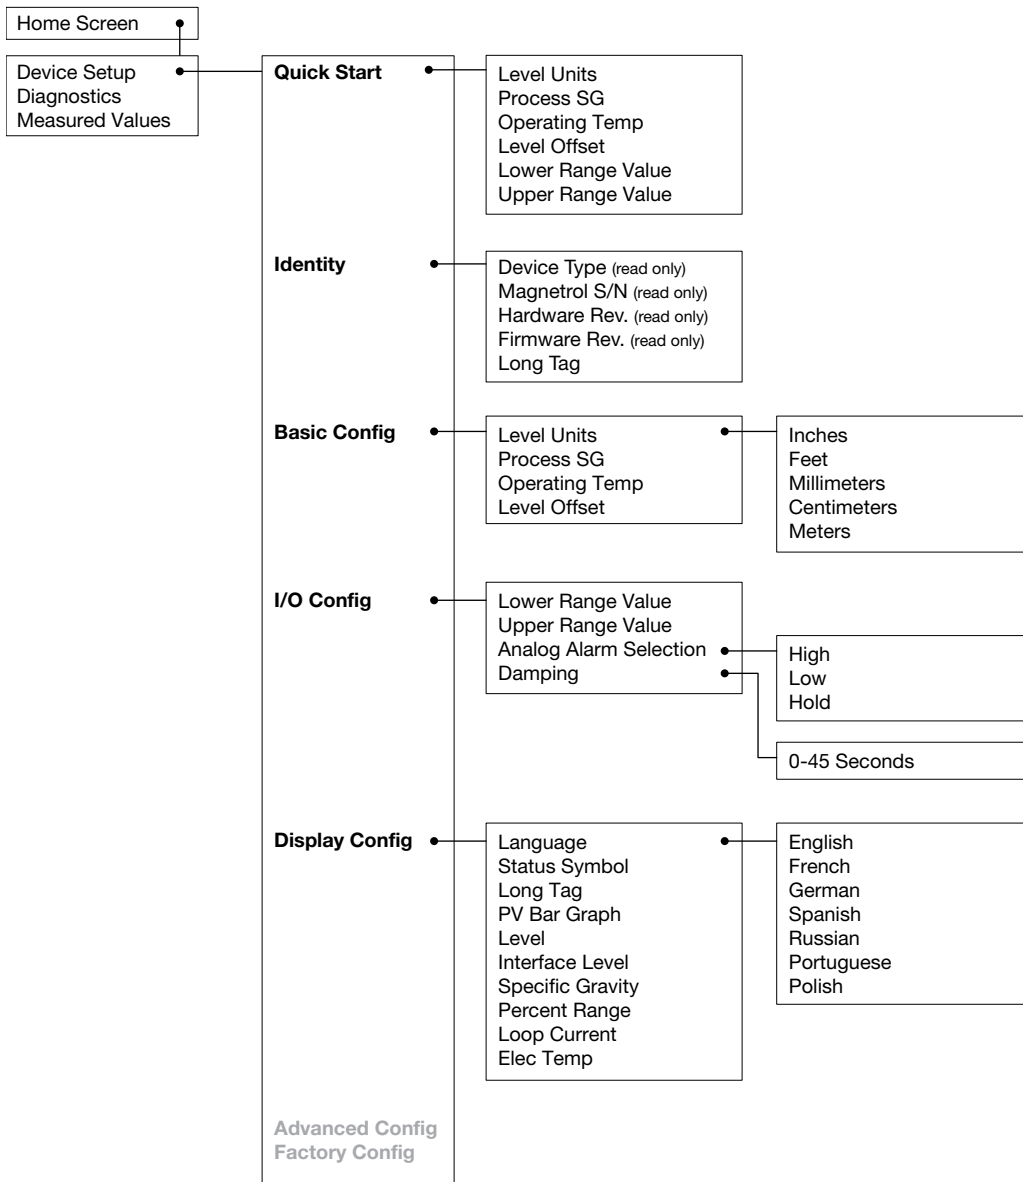 Home Screen
Device Setup
Diagnostics
Measured Values
Quick Start
Level Units
Process SG
Operating Temp
Level Offset
Lower Range Value
Upper Range Value
Identity
Device Type (read only)
Magnetrol S/N (read only)
Hardware Rev. (read only)
Firmware Rev. (read only)
Long Tag
Basic Config
Level Units
Process SG
Operating Temp
Level Offset
Inches
Feet
Millimeters
Centimeters
Meters
I/O Config
Lower Range Value
Upper Range Value
Analog Alarm Selection
Damping
High
Low
Hold
0-45 Seconds
Display Config
Language
Status Symbol
Long Tag
PV Bar Graph
Level
Interface Level
Specific Gravity
Percent Range
Loop Current
Elec Temp
English
French
German
Spanish
Russian
Portuguese
Polish
Advanced Config
Factory Config